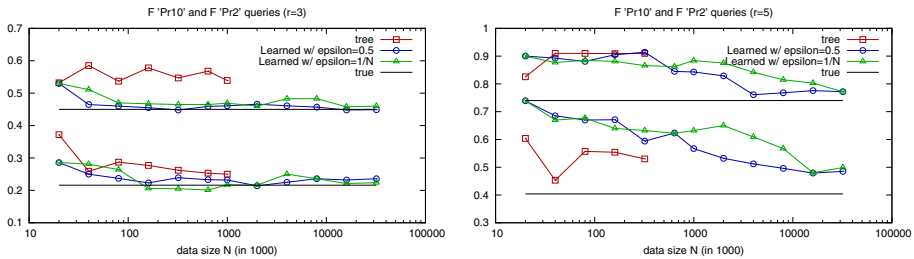 F 'Pr10' and F 'Pr2' queries (r=3)
0.7
0.6
0.5
0.4
0.3
0.2
0.1
tree
Learned w/ epsilon=0.5
Learned w/ epsilon=1/N
true
10
100
1000
10000
100000
data size N (in 1000)
F 'Pr10' and F 'Pr2' queries (r=5)
1
0.9
0.8
0.7
0.6
0.5
0.4
0.3
tree
Learned w/ epsilon=0.5
Learned w/ epsilon=1/N
true
10
100
1000
10000
100000
data size N (in 1000)